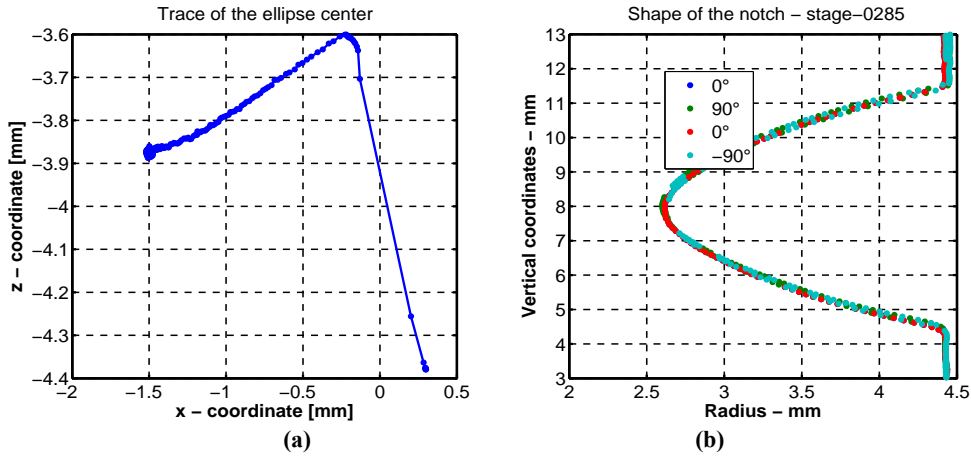 Trace of the ellipse center
−3.6
−3.7
−3.8
−3.9
−4
−4.1
−4.2
−4.3
−4.4
z − coordinate [mm]
−2 −1.5 −1 −0.5 0 0.5
x − coordinate [mm]
(a)
Shape of the notch − stage−0285
13
12
11
10
9
8
7
6
5
4
3
Vertical coordinates − mm
0°
90°
0°
−90°
2 2.5 3 3.5 4 4.5
Radius − mm
(b)